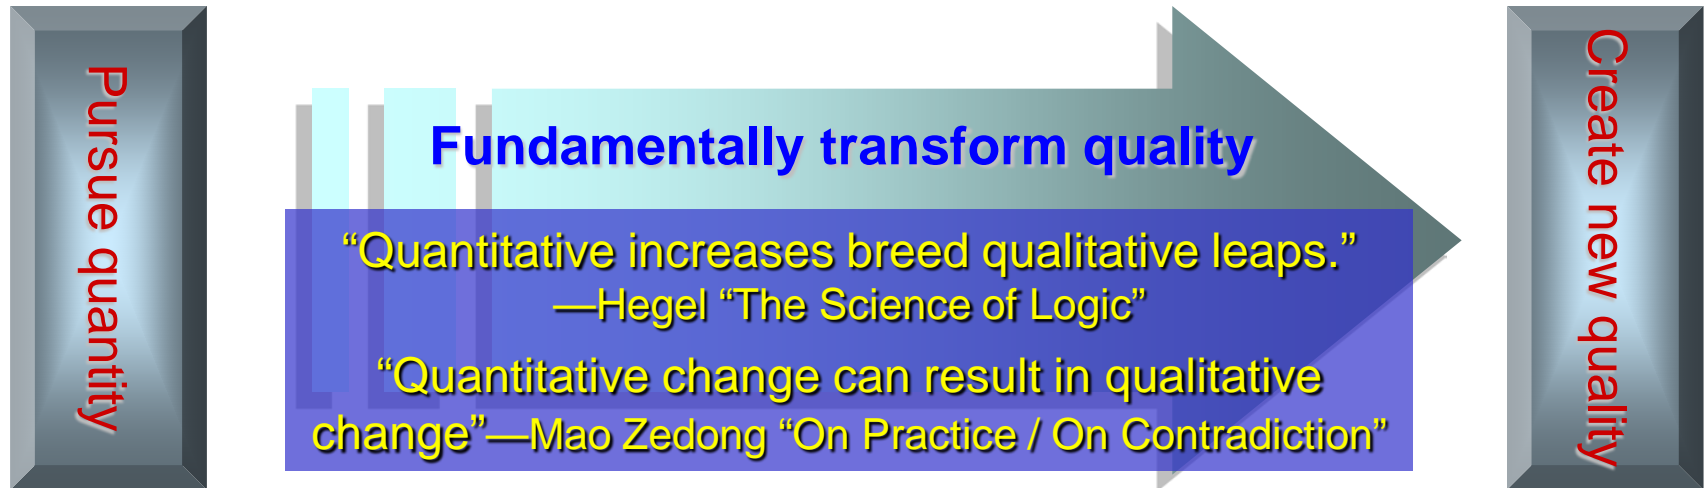 Pursue quantity
Fundamentally transform quality
“Quantitative increases breed qualitative leaps.”
—Hegel “The Science of Logic”
“Quantitative change can result in qualitative
change”—Mao Zedong “On Practice / On Contradiction”
Create new quality